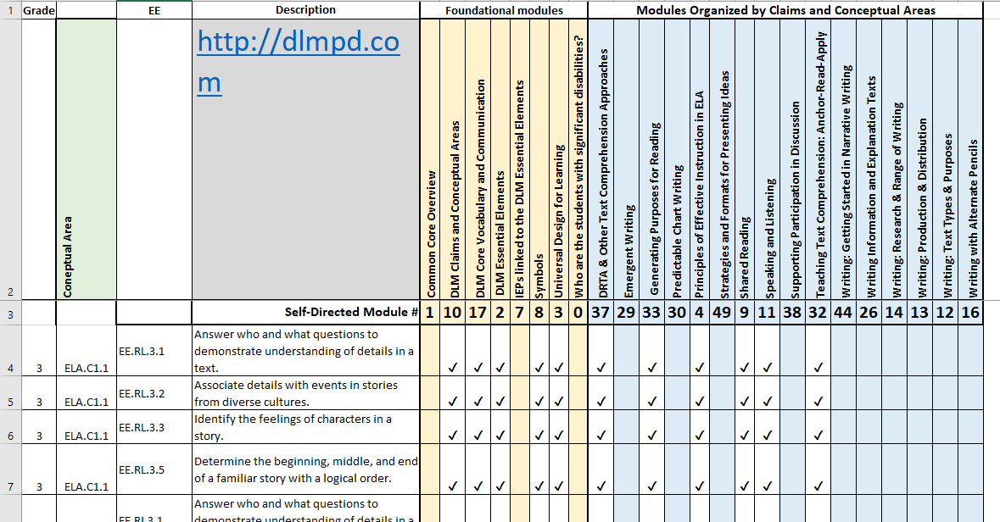 1 Grade EE Description Foundational modules Modules Organized by Claims and Conceptual Areas
2
Conceptual Area
http://dlmpd.co
m
Common Core Overview
DLM Claims and Conceptual Areas
DLM Core Vocabulary and Communication
DLM Essential Elements
IEPs linked to the DLM Essential Elements
Symbols
Universal Design for Learning
Who are the students with significant disabilities?
DRTA & Other Text Comprehension Approaches
Emergent Writing
Generating Purposes for Reading
Predictable Chart Writing
Principles of Effective Instruction in ELA
Strategies and Formats for Presenting Ideas
Shared Reading
Speaking and Listening
Supporting Participation in Discussion
Teaching Text Comprehension: Anchor-Read-Apply
Writing: Getting Started in Narrative Writing
Writing Information and Explanation Texts
Writing: Research & Range of Writing
Writing: Production & Distribution
Writing: Text Types & Purposes
Writing with Alternate Pencils
3 Self-Directed Module # 1 10 17 2 7 8 3 0 37 29 33 30 4 49 9 11 38 32 44 26 14 13 12 16
Answer who and what questions to
EE.RL.3.1 demonstrate understanding of details in a
4 3 ELA.C1.1 text. ✓ ✓ ✓ ✓ ✓ ✓ ✓ ✓ ✓ ✓ ✓
EE.RL.3.2 Associate details with events in stories
5 3 ELA.C1.1 from diverse cultures. ✓ ✓ ✓ ✓ ✓ ✓ ✓ ✓ ✓ ✓ ✓
EE.RL.3.3 Identify the feelings of characters in a
6 3 ELA.C1.1 story. ✓ ✓ ✓ ✓ ✓ ✓ ✓ ✓ ✓ ✓ ✓
EE.RL.3.5 Determine the beginning, middle, and end
of a familiar story with a logical order.
7 3 ELA.C1.1 ✓ ✓ ✓ ✓ ✓ ✓ ✓ ✓ ✓ ✓ ✓
Answer who and what questions to
EE.RL.3.1 demonstrate understanding of details in a